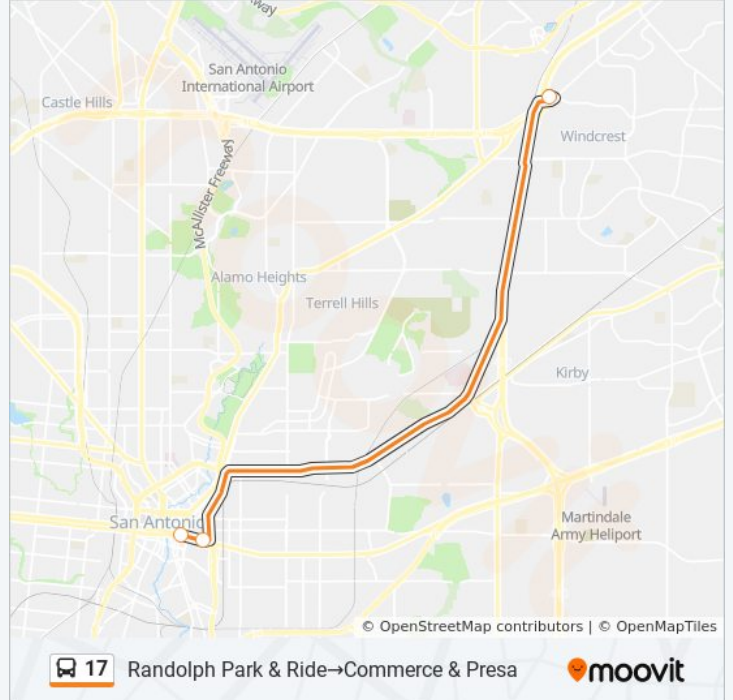 way
San Antonio
International Airport
Castle Hills
Windcrest
McAllister Freeway
Alamo Heights
Terrell Hills
Kirby
San Antonio
Martindale
Army Heliport
© OpenStreetMap contributors | © OpenMapTiles
17 Randolph Park & Ride→Commerce & Presa
moovit